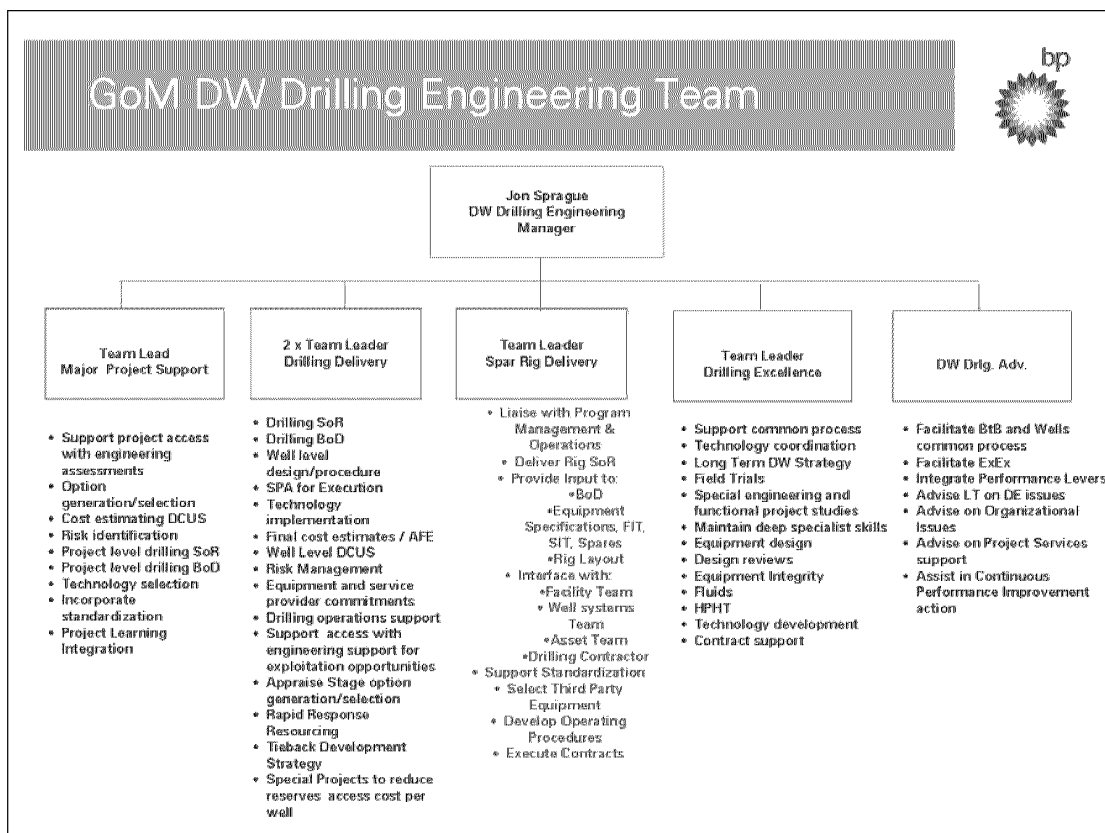 GoM DW Drilling Engineering Team
bp
Jon Sprague
DW Drilling Engineering
Manager
Team Lead
Major Project Support
• Support project access
with engineering
assessments
• Option
generation/selection
• Cost estimating DCUS
• Risk identification
• Project level drilling SoR
• Project level drilling BoD
• Technology selection
• Incorporate
standardization
• Project Learning
Integration
2 x Team Leader
Drilling Delivery
• Drilling SoR
• Drilling BoD
• Well level
design/procedure
• SPA for Execution
• Technology
implementation
• Final cost estimates / AFE
• Well Level DCUS
• Risk Management
• Equipment and service
provider commitments
• Drilling operations support
• Support access with
engineering support for
exploitation opportunities
• Appraise Stage option
generation/selection
• Rapid Response
Resourcing
• Tieback Development
Strategy
• Special Projects to reduce
reserves access cost per
well
Team Leader
Spar Rig Delivery
• Liaise with Program
Management &
Operations
• Deliver Rig SoR
• Provide Input to:
•BoD
•Equipment
Specifications, FIT,
SIT, Spares
•Rig Layout
• Interface with:
•Facility Team
• Well systems
Team
•Asset Team
•Drilling Contractor
• Support Standardization
• Select Third Party
Equipment
• Develop Operating
Procedures
• Execute Contracts
Team Leader
Drilling Excellence
• Support common process
• Technology coordination
• Long Term DW Strategy
• Field Trials
• Special engineering and
functional project studies
• Maintain deep specialist skills
• Equipment design
• Design reviews
• Equipment Integrity
• Fluids
• HPHT
• Technology development
• Contract support
DW Drlg. Adv.
• Facilitate BtB and Wells
common process
• Facilitate ExEx
• Integrate Performance Levers
• Advise LT on DE issues
• Advise on Organizational
Issues
• Advise on Project Services
support
• Assist in Continuous
Performance Improvement
action